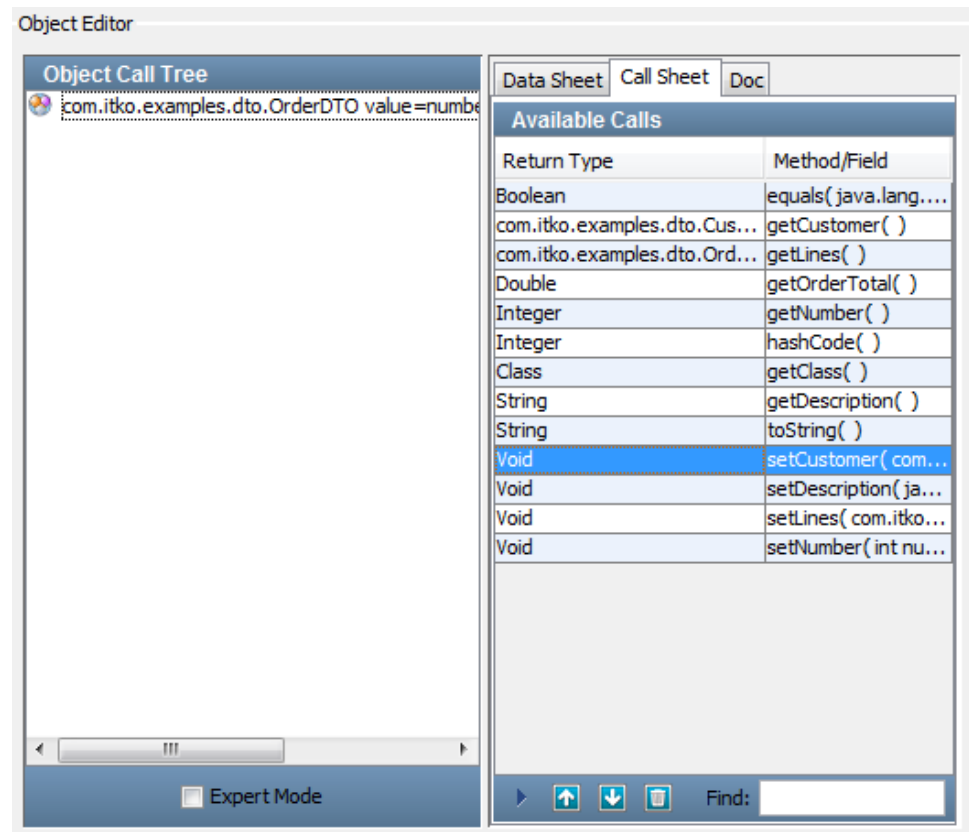 Object Editor
Object Call Tree
com.itko.examples.dto.OrderDTO value=numbe
Expert Mode
Data Sheet Call Sheet Doc
Available Calls
Return Type Method/Field
Boolean equals( java.lang....
com.itko.examples.dto.Cus... getCustomer( )
com.itko.examples.dto.Ord... getLines( )
Double getOrderTotal( )
Integer getNumber( )
Integer hashCode( )
Class getClass( )
String getDescription( )
String toString( )
Void setCustomer( com...
Void setDescription( ja...
Void setLines( com.itko...
Void setNumber( int nu...
Find: